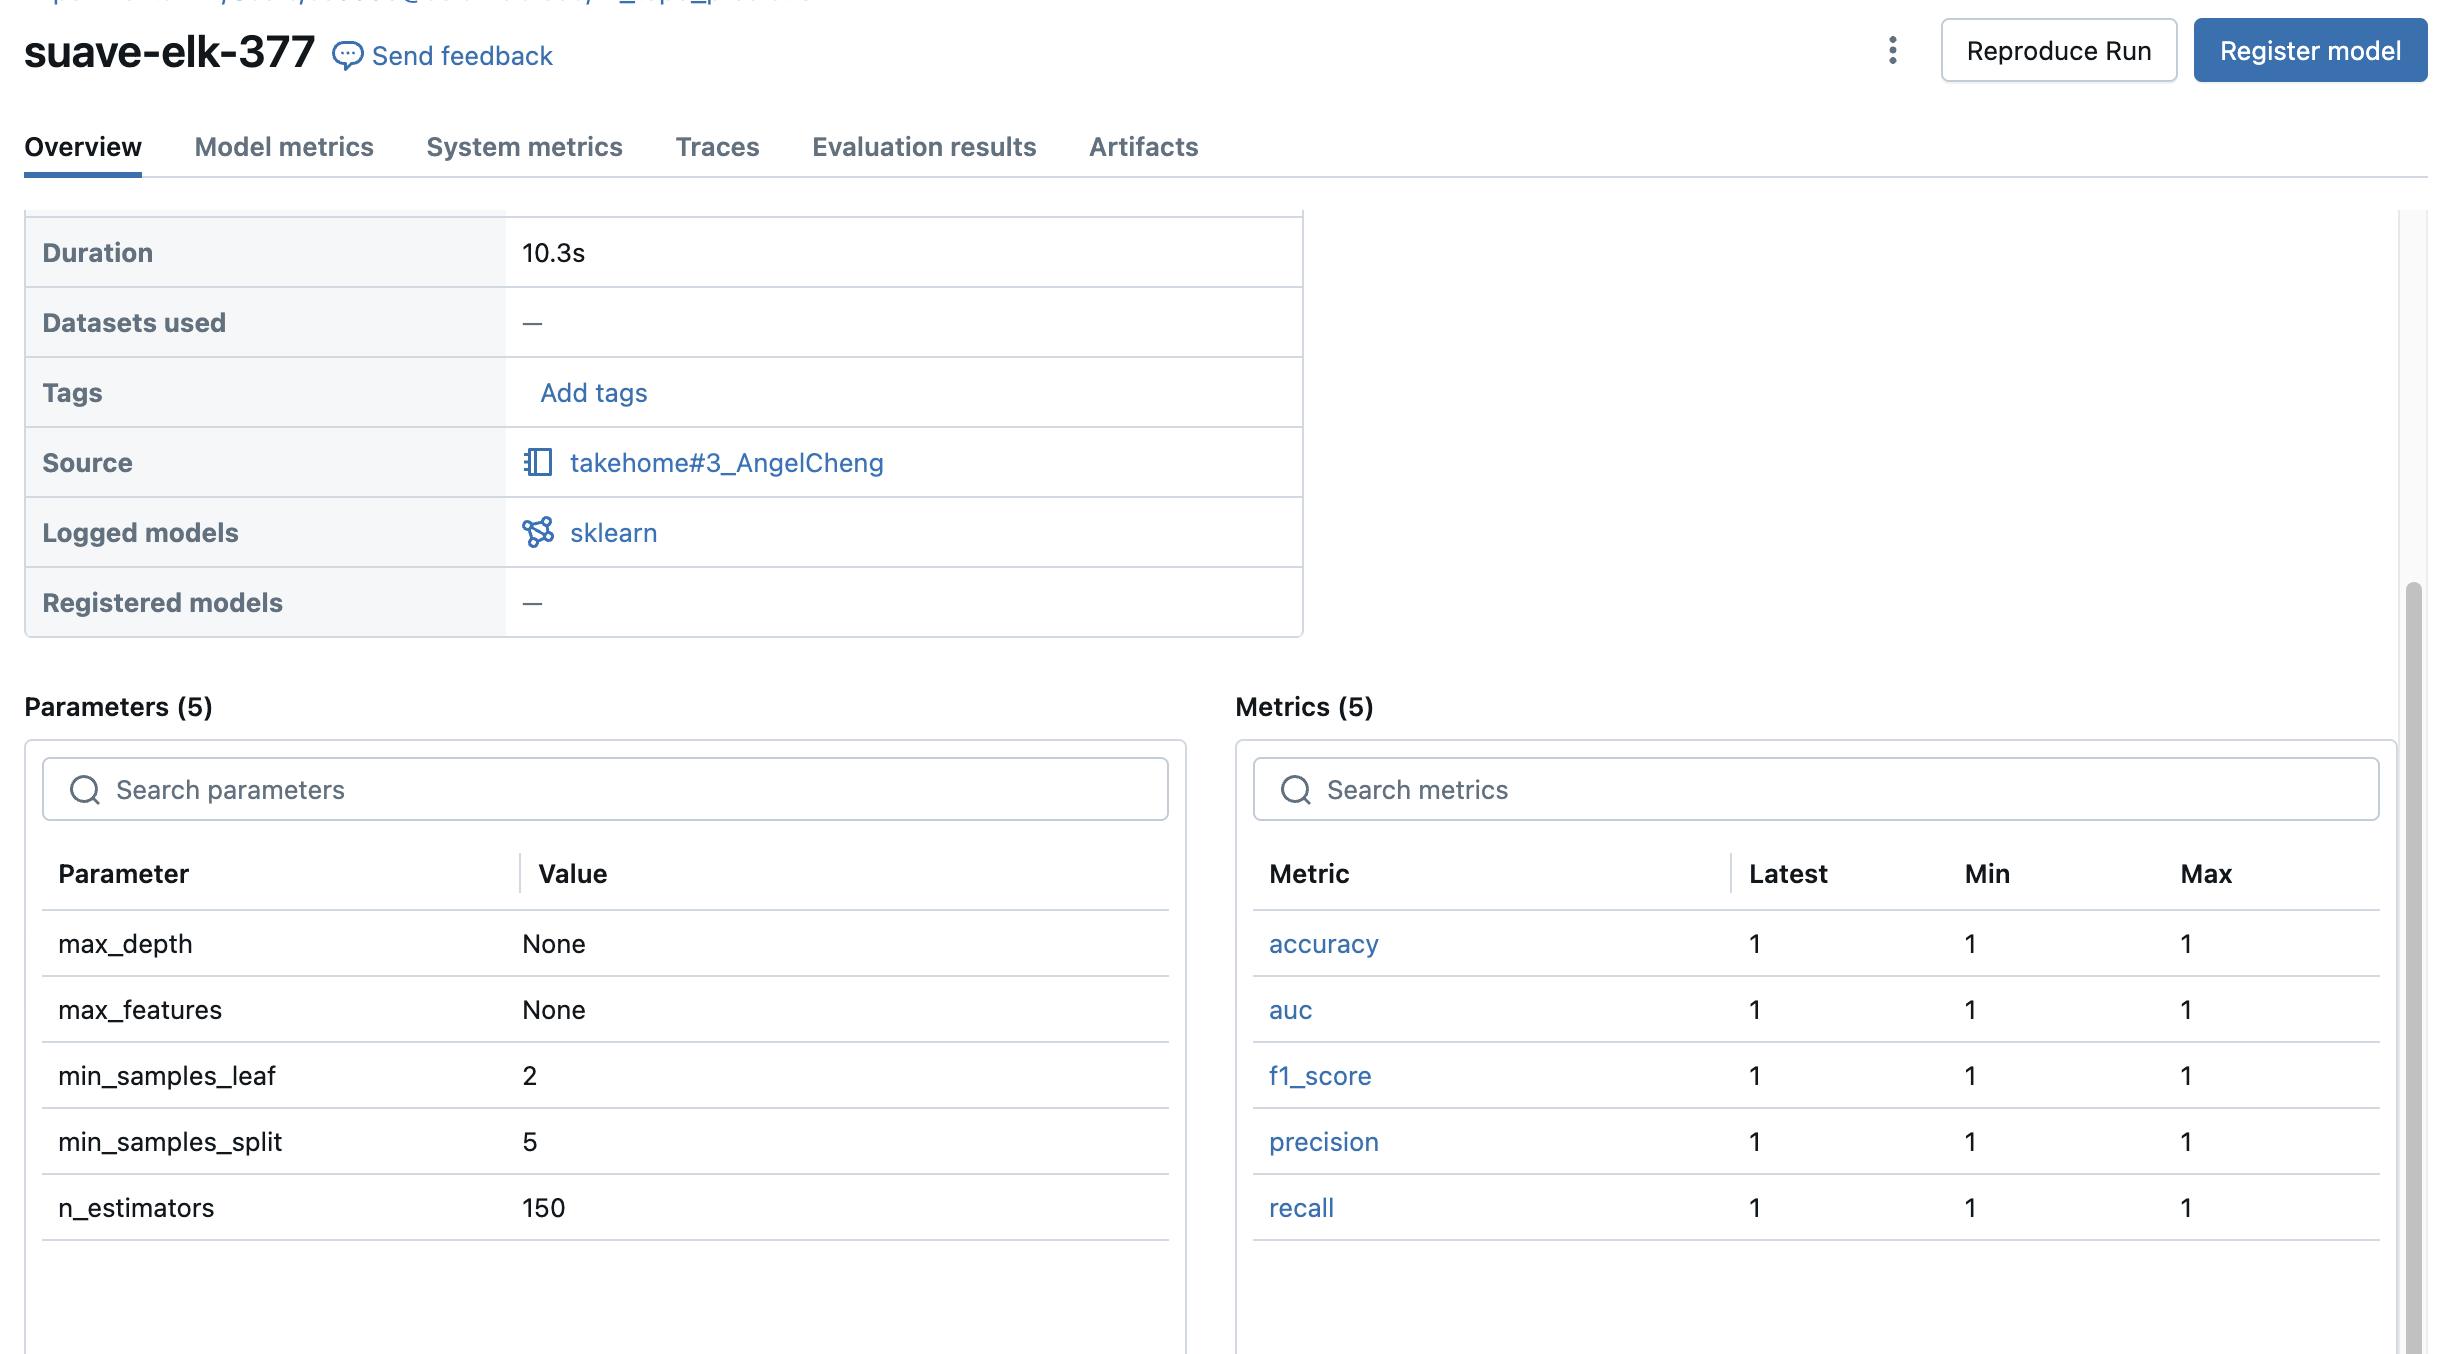 suave-elk-377 Send feedback
Reproduce Run Register model
Overview Model metrics System metrics Traces Evaluation results Artifacts
Duration 10.3s
Datasets used —
Tags Add tags
Source takehome#3_AngelCheng
Logged models sklearn
Registered models —
Parameters (5)
Search parameters
Parameter Value
max_depth None
max_features None
min_samples_leaf 2
min_samples_split 5
n_estimators 150
Metrics (5)
Search metrics
Metric Latest Min Max
accuracy 1 1 1
auc 1 1 1
f1_score 1 1 1
precision 1 1 1
recall 1 1 1